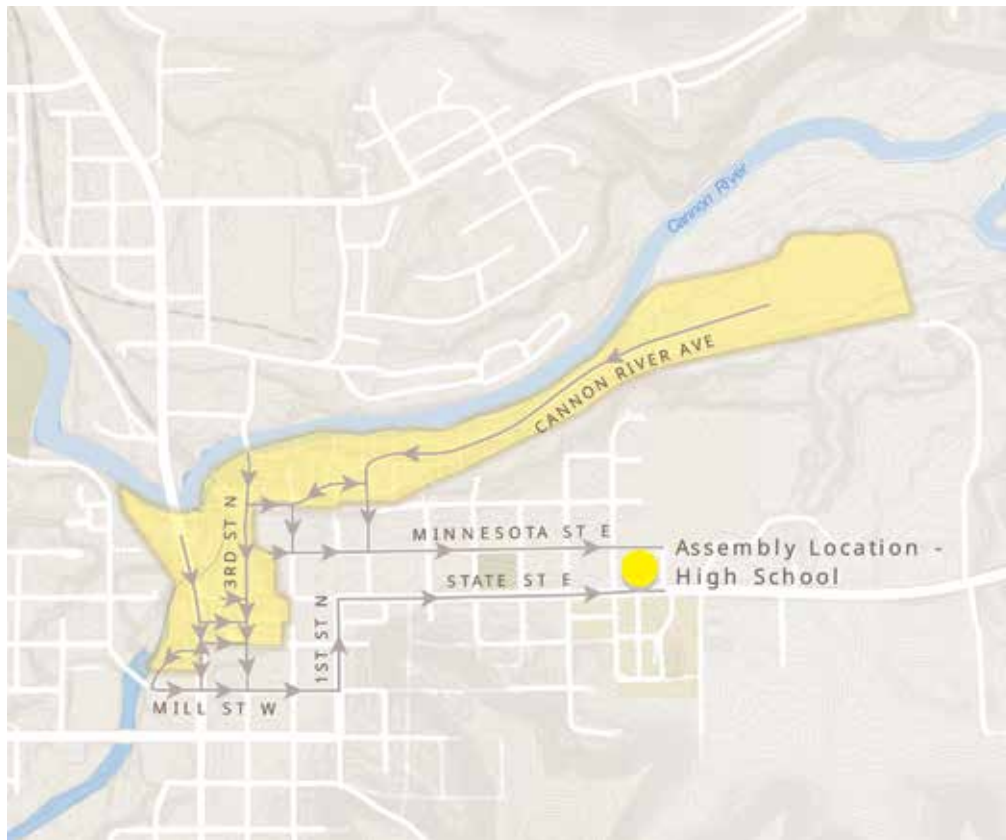 Cannon River
CANNON RIVER AVE
3RD ST N
MINNESOTA ST E
Assembly Location -
High School
STATE ST E
1ST ST N
MILL ST W